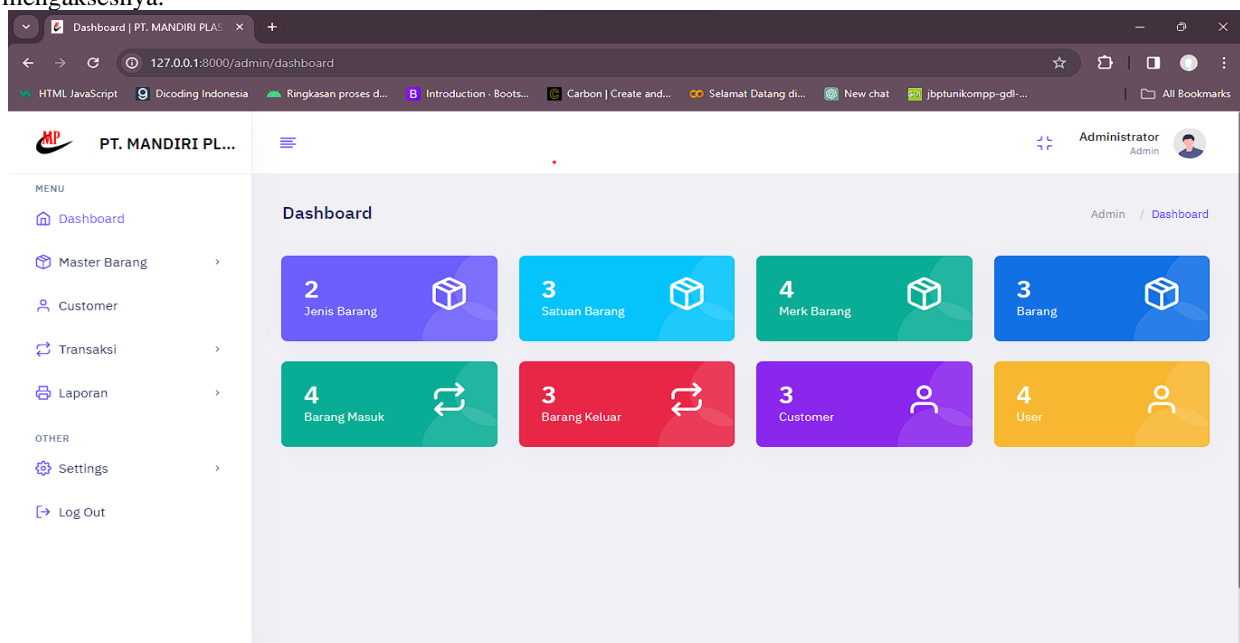 mengaksesnya.
Dashboard | PT. MANDIRI PLAS
127.0.0.1:8000/admin/dashboard
HTML JavaScript Dicoding Indonesia Ringkasan proses d... Introduction · Boots... Carbon | Create and... Selamat Datang di... New chat jbptunikompp-gdl-... All Bookmarks
MP PT. MANDIRI PL...
Administrator
Admin
MENU
Dashboard
Master Barang
Customer
Transaksi
Laporan
OTHER
Settings
Log Out
Dashboard
Admin / Dashboard
2
Jenis Barang
3
Satuan Barang
4
Merk Barang
3
Barang
4
Barang Masuk
3
Barang Keluar
3
Customer
4
User